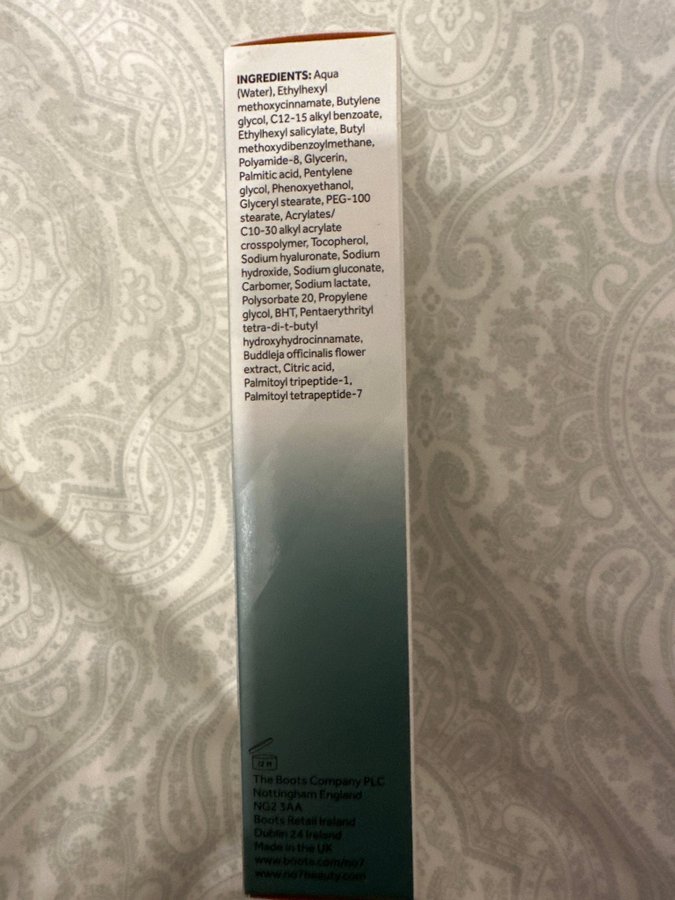 INGREDIENTS: Aqua
(Water), Ethylhexyl
methoxycinnamate, Butylene
glycol, C12-15 alkyl benzoate,
Ethylhexyl salicylate, Butyl
methoxydibenzoylmethane,
Polyamide-8, Glycerin,
Palmitic acid, Pentylene
glycol, Phenoxyethanol,
Glyceryl stearate, PEG-100
stearate, Acrylates/
C10-30 alkyl acrylate
crosspolymer, Tocopherol,
Sodium hyaluronate, Sodium
hydroxide, Sodium gluconate,
Carbomer, Sodium lactate,
Polysorbate 20, Propylene
glycol, BHT, Pentaerythrityl
tetra-di-t-butyl
hydroxyhydrocinnamate,
Buddleja officinalis flower
extract, Citric acid,
Palmitoyl tripeptide-1,
Palmitoyl tetrapeptide-7
12 M
The Boots Company PLC
Nottingham England
NG2 3AA
Boots Retail Ireland
Dublin 24 Ireland
Made in the UK
www.boots.com/no7
www.no7beauty.com